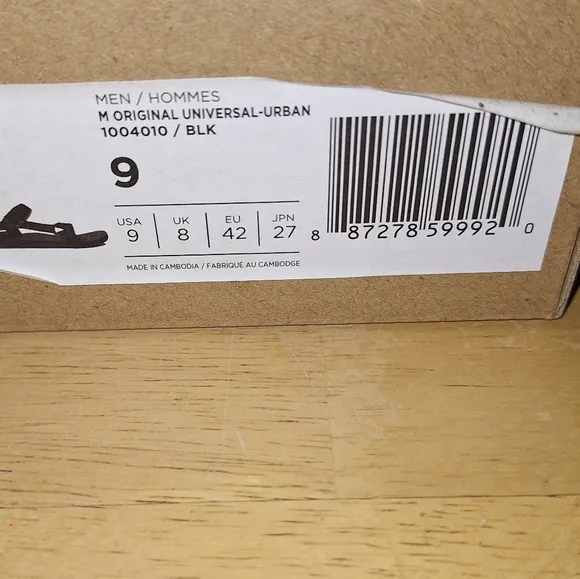 MEN / HOMMES
M ORIGINAL UNIVERSAL-URBAN
1004010 / BLK
9
USA UK EU JPN
9 8 42 27
MADE IN CAMBODIA / FABRIQUÉ AU CAMBODGE
8 87278 59992 0